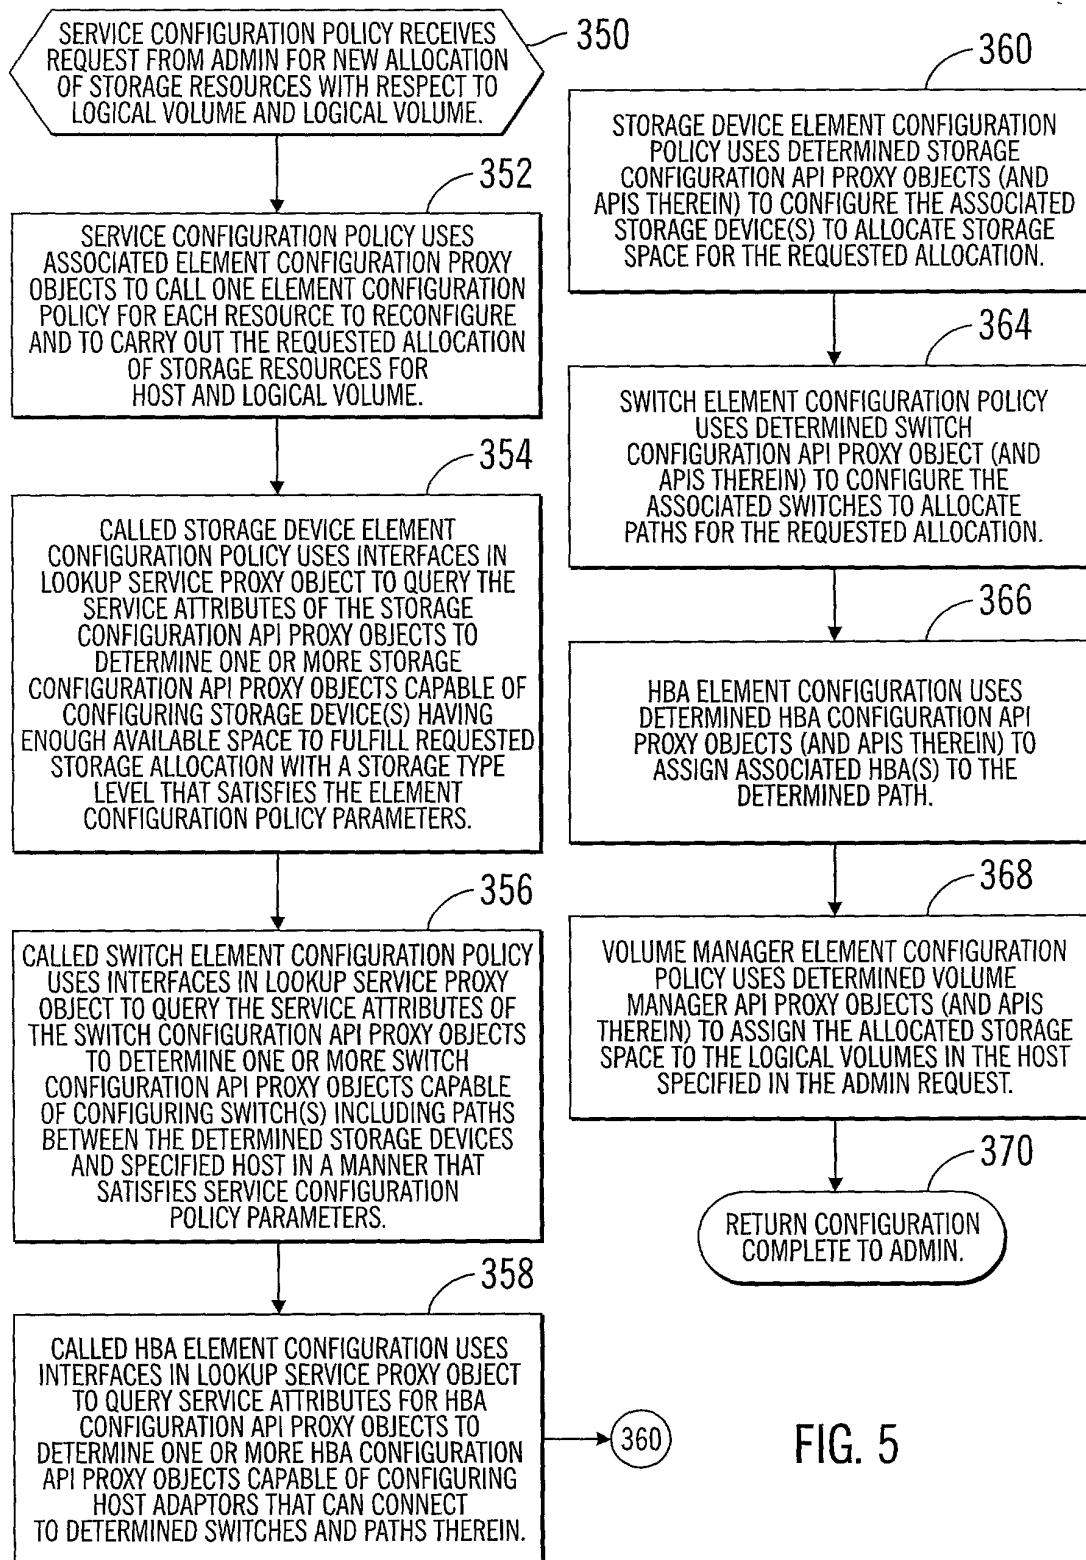 SERVICE CONFIGURATION POLICY RECEIVES
REQUEST FROM ADMIN FOR NEW ALLOCATION
OF STORAGE RESOURCES WITH RESPECT TO
LOGICAL VOLUME AND LOGICAL VOLUME.
350
352
SERVICE CONFIGURATION POLICY USES
ASSOCIATED ELEMENT CONFIGURATION PROXY
OBJECTS TO CALL ONE ELEMENT CONFIGURATION
POLICY FOR EACH RESOURCE TO RECONFIGURE
AND TO CARRY OUT THE REQUESTED ALLOCATION
OF STORAGE RESOURCES FOR
HOST AND LOGICAL VOLUME.
354
CALLED STORAGE DEVICE ELEMENT
CONFIGURATION POLICY USES INTERFACES IN
LOOKUP SERVICE PROXY OBJECT TO QUERY THE
SERVICE ATTRIBUTES OF THE STORAGE
CONFIGURATION API PROXY OBJECTS TO
DETERMINE ONE OR MORE STORAGE
CONFIGURATION API PROXY OBJECTS CAPABLE OF
CONFIGURING STORAGE DEVICE(S) HAVING
ENOUGH AVAILABLE SPACE TO FULFILL REQUESTED
STORAGE ALLOCATION WITH A STORAGE TYPE
LEVEL THAT SATISFIES THE ELEMENT
CONFIGURATION POLICY PARAMETERS.
356
CALLED SWITCH ELEMENT CONFIGURATION POLICY
USES INTERFACES IN LOOKUP SERVICE PROXY
OBJECT TO QUERY THE SERVICE ATTRIBUTES OF
THE SWITCH CONFIGURATION API PROXY OBJECTS
TO DETERMINE ONE OR MORE SWITCH
CONFIGURATION API PROXY OBJECTS CAPABLE
OF CONFIGURING SWITCH(S) INCLUDING PATHS
BETWEEN THE DETERMINED STORAGE DEVICES
AND SPECIFIED HOST IN A MANNER THAT
SATISFIES SERVICE CONFIGURATION
POLICY PARAMETERS.
358
CALLED HBA ELEMENT CONFIGURATION USES
INTERFACES IN LOOKUP SERVICE PROXY OBJECT
TO QUERY SERVICE ATTRIBUTES FOR HBA
CONFIGURATION API PROXY OBJECTS TO
DETERMINE ONE OR MORE HBA CONFIGURATION
API PROXY OBJECTS CAPABLE OF CONFIGURING
HOST ADAPTORS THAT CAN CONNECT
TO DETERMINED SWITCHES AND PATHS THEREIN.
360
360
STORAGE DEVICE ELEMENT CONFIGURATION
POLICY USES DETERMINED STORAGE
CONFIGURATION API PROXY OBJECTS (AND
APIS THEREIN) TO CONFIGURE THE ASSOCIATED
STORAGE DEVICE(S) TO ALLOCATE STORAGE
SPACE FOR THE REQUESTED ALLOCATION.
364
SWITCH ELEMENT CONFIGURATION POLICY
USES DETERMINED SWITCH
CONFIGURATION API PROXY OBJECT (AND
APIS THEREIN) TO CONFIGURE THE
ASSOCIATED SWITCHES TO ALLOCATE
PATHS FOR THE REQUESTED ALLOCATION.
366
HBA ELEMENT CONFIGURATION USES
DETERMINED HBA CONFIGURATION API
PROXY OBJECTS (AND APIS THEREIN) TO
ASSIGN ASSOCIATED HBA(S) TO THE
DETERMINED PATH.
368
VOLUME MANAGER ELEMENT CONFIGURATION
POLICY USES DETERMINED VOLUME
MANAGER API PROXY OBJECTS (AND APIS
THEREIN) TO ASSIGN THE ALLOCATED STORAGE
SPACE TO THE LOGICAL VOLUMES IN THE HOST
SPECIFIED IN THE ADMIN REQUEST.
370
RETURN CONFIGURATION
COMPLETE TO ADMIN.
FIG. 5